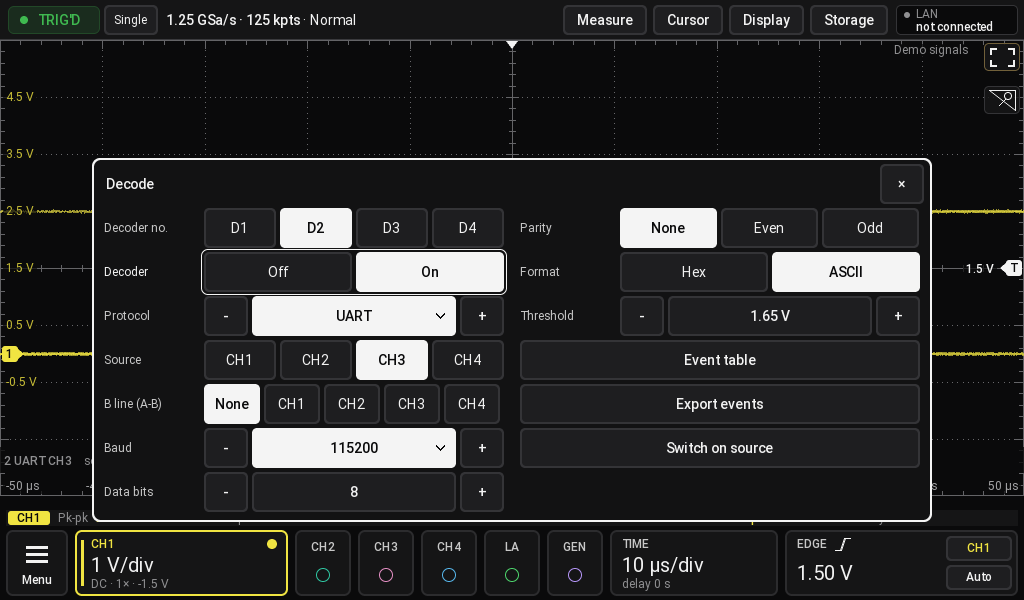 TRIG'D Single 1.25 GSa/s · 125 kpts · Normal Measure Cursor Display Storage LAN
not connected
Demo signals
4.5 V
3.5 V
Decode ×
Decoder no. D1 D2 D3 D4 Parity None Even Odd
2.5 V
Decoder Off On Format Hex ASCII
1.5 V 1.5 V T
Protocol - UART + Threshold - 1.65 V +
0.5 V
Source CH1 CH2 CH3 CH4 Event table
1
-0.5 V
B line (A-B) None CH1 CH2 CH3 CH4 Export events
Baud - 115200 + Switch on source
2 UART CH3
Data bits - 8 +
-50 µs 50 µs
CH1 Pk-pk
Menu
CH1
1 V/div
DC · 1× · -1.5 V
CH2 CH3 CH4 LA GEN
TIME
10 µs/div
delay 0 s
EDGE CH1
1.50 V Auto